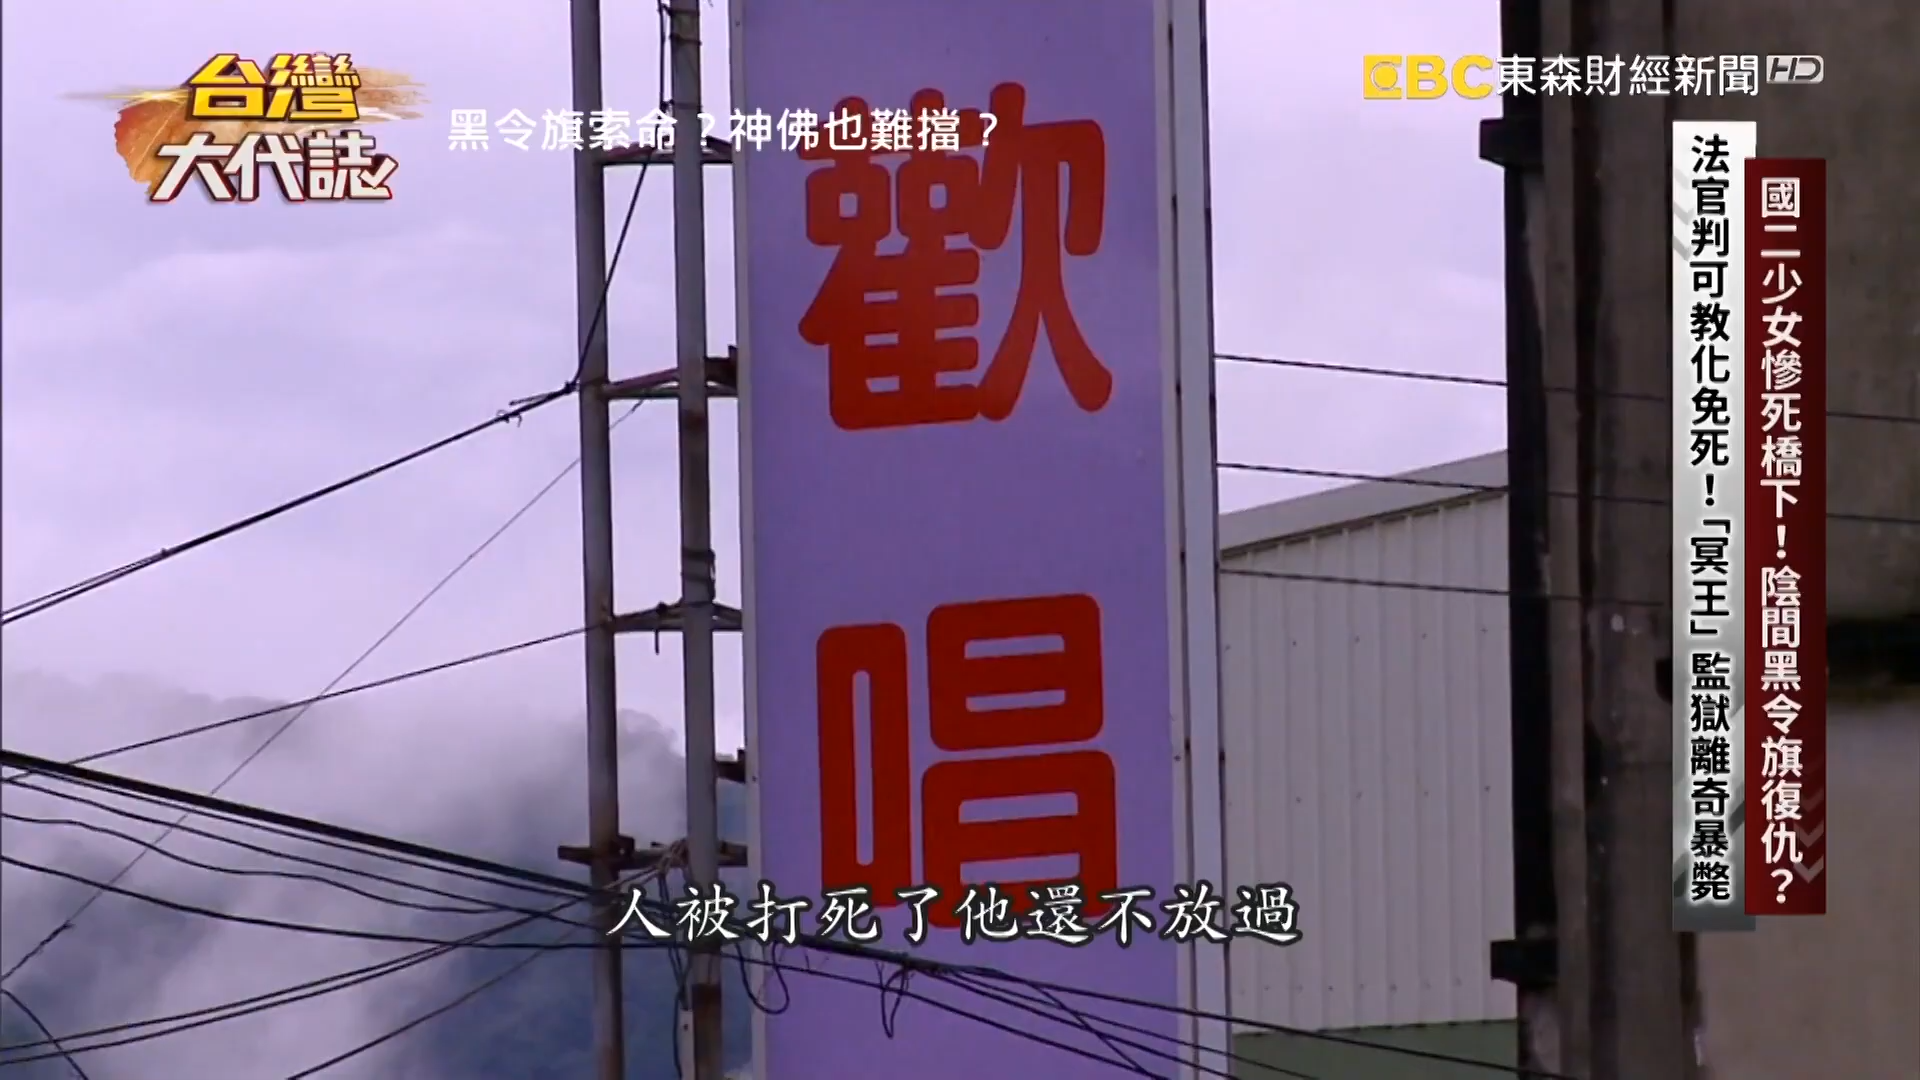 台灣
大代誌
黑令旗索命？神佛也難擋？
EBC東森財經新聞HD
國二少女慘死橋下！陰間黑令旗復仇？
法官判可教化免死！「冥王」監獄離奇暴斃
歡
唱
人被打死了他還不放過